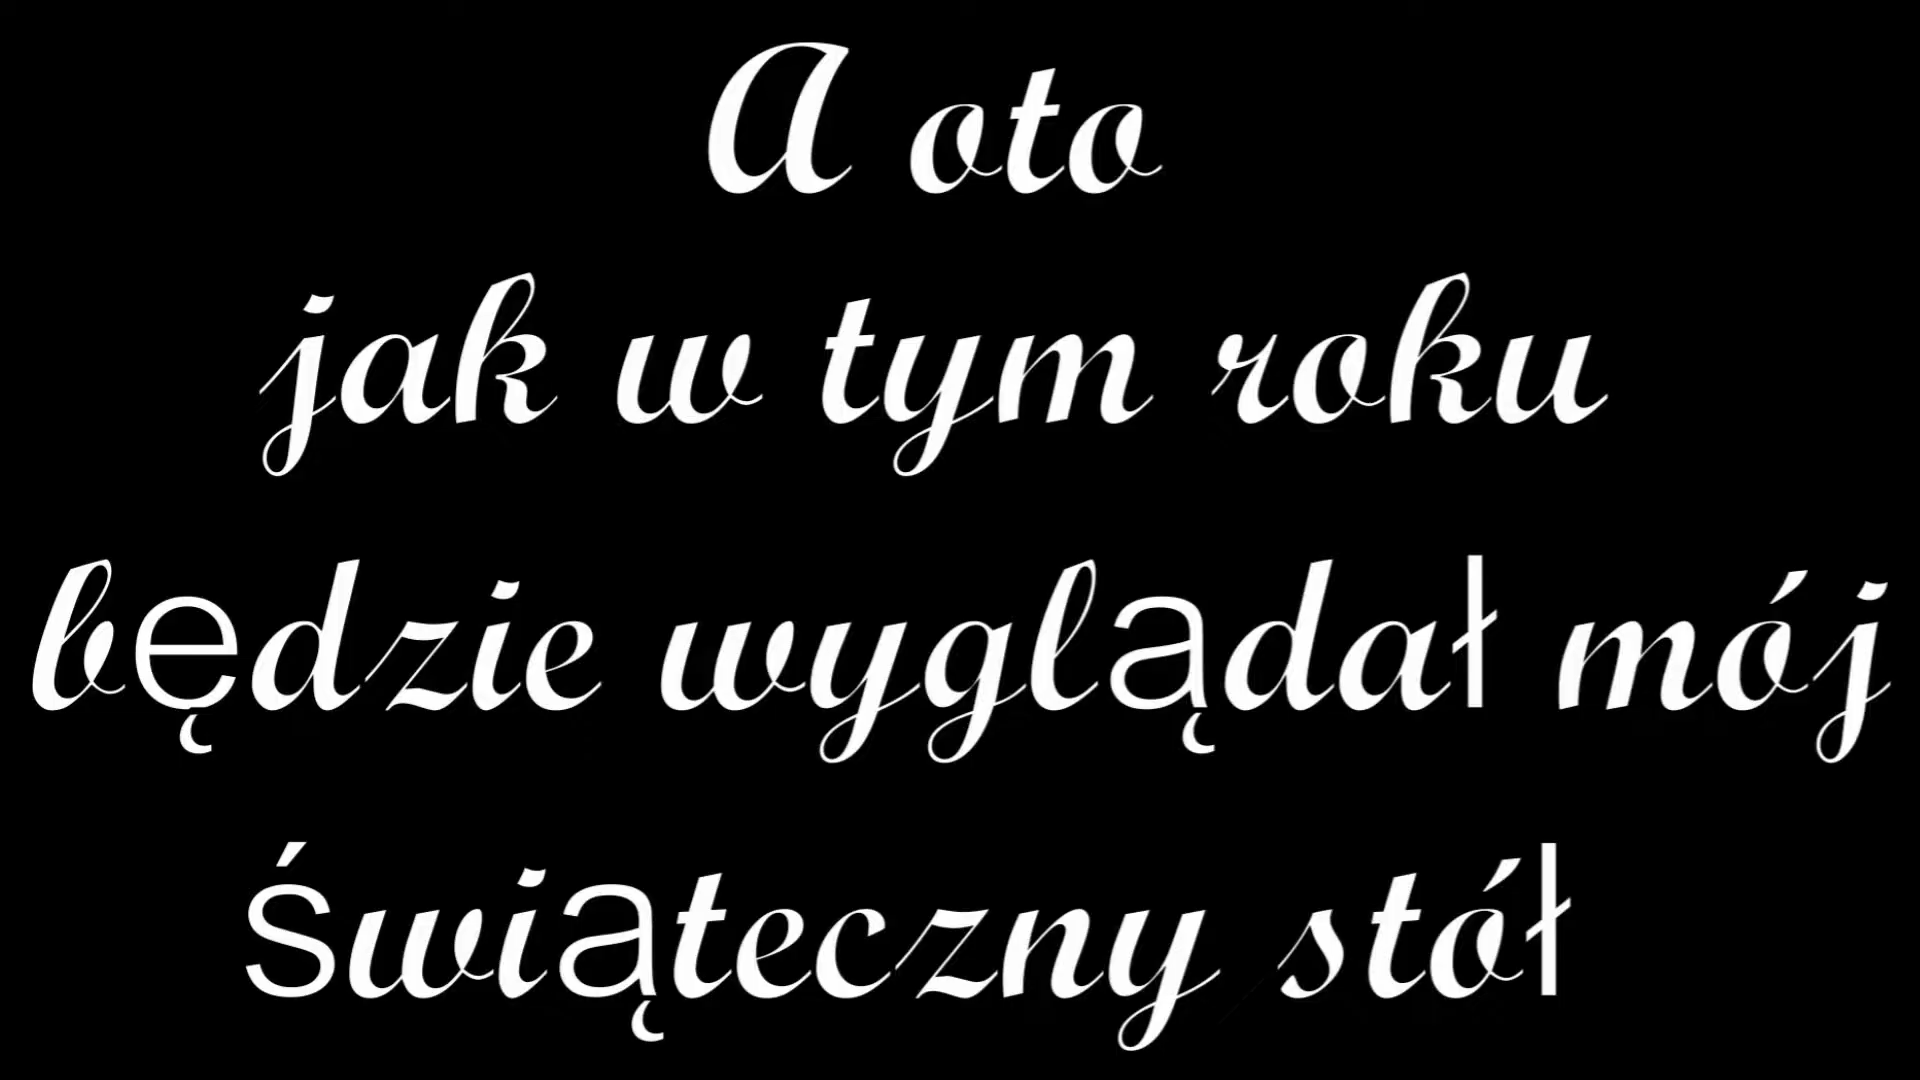 A oto
jak w tym roku
będzie wyglądał mój
świąteczny stół